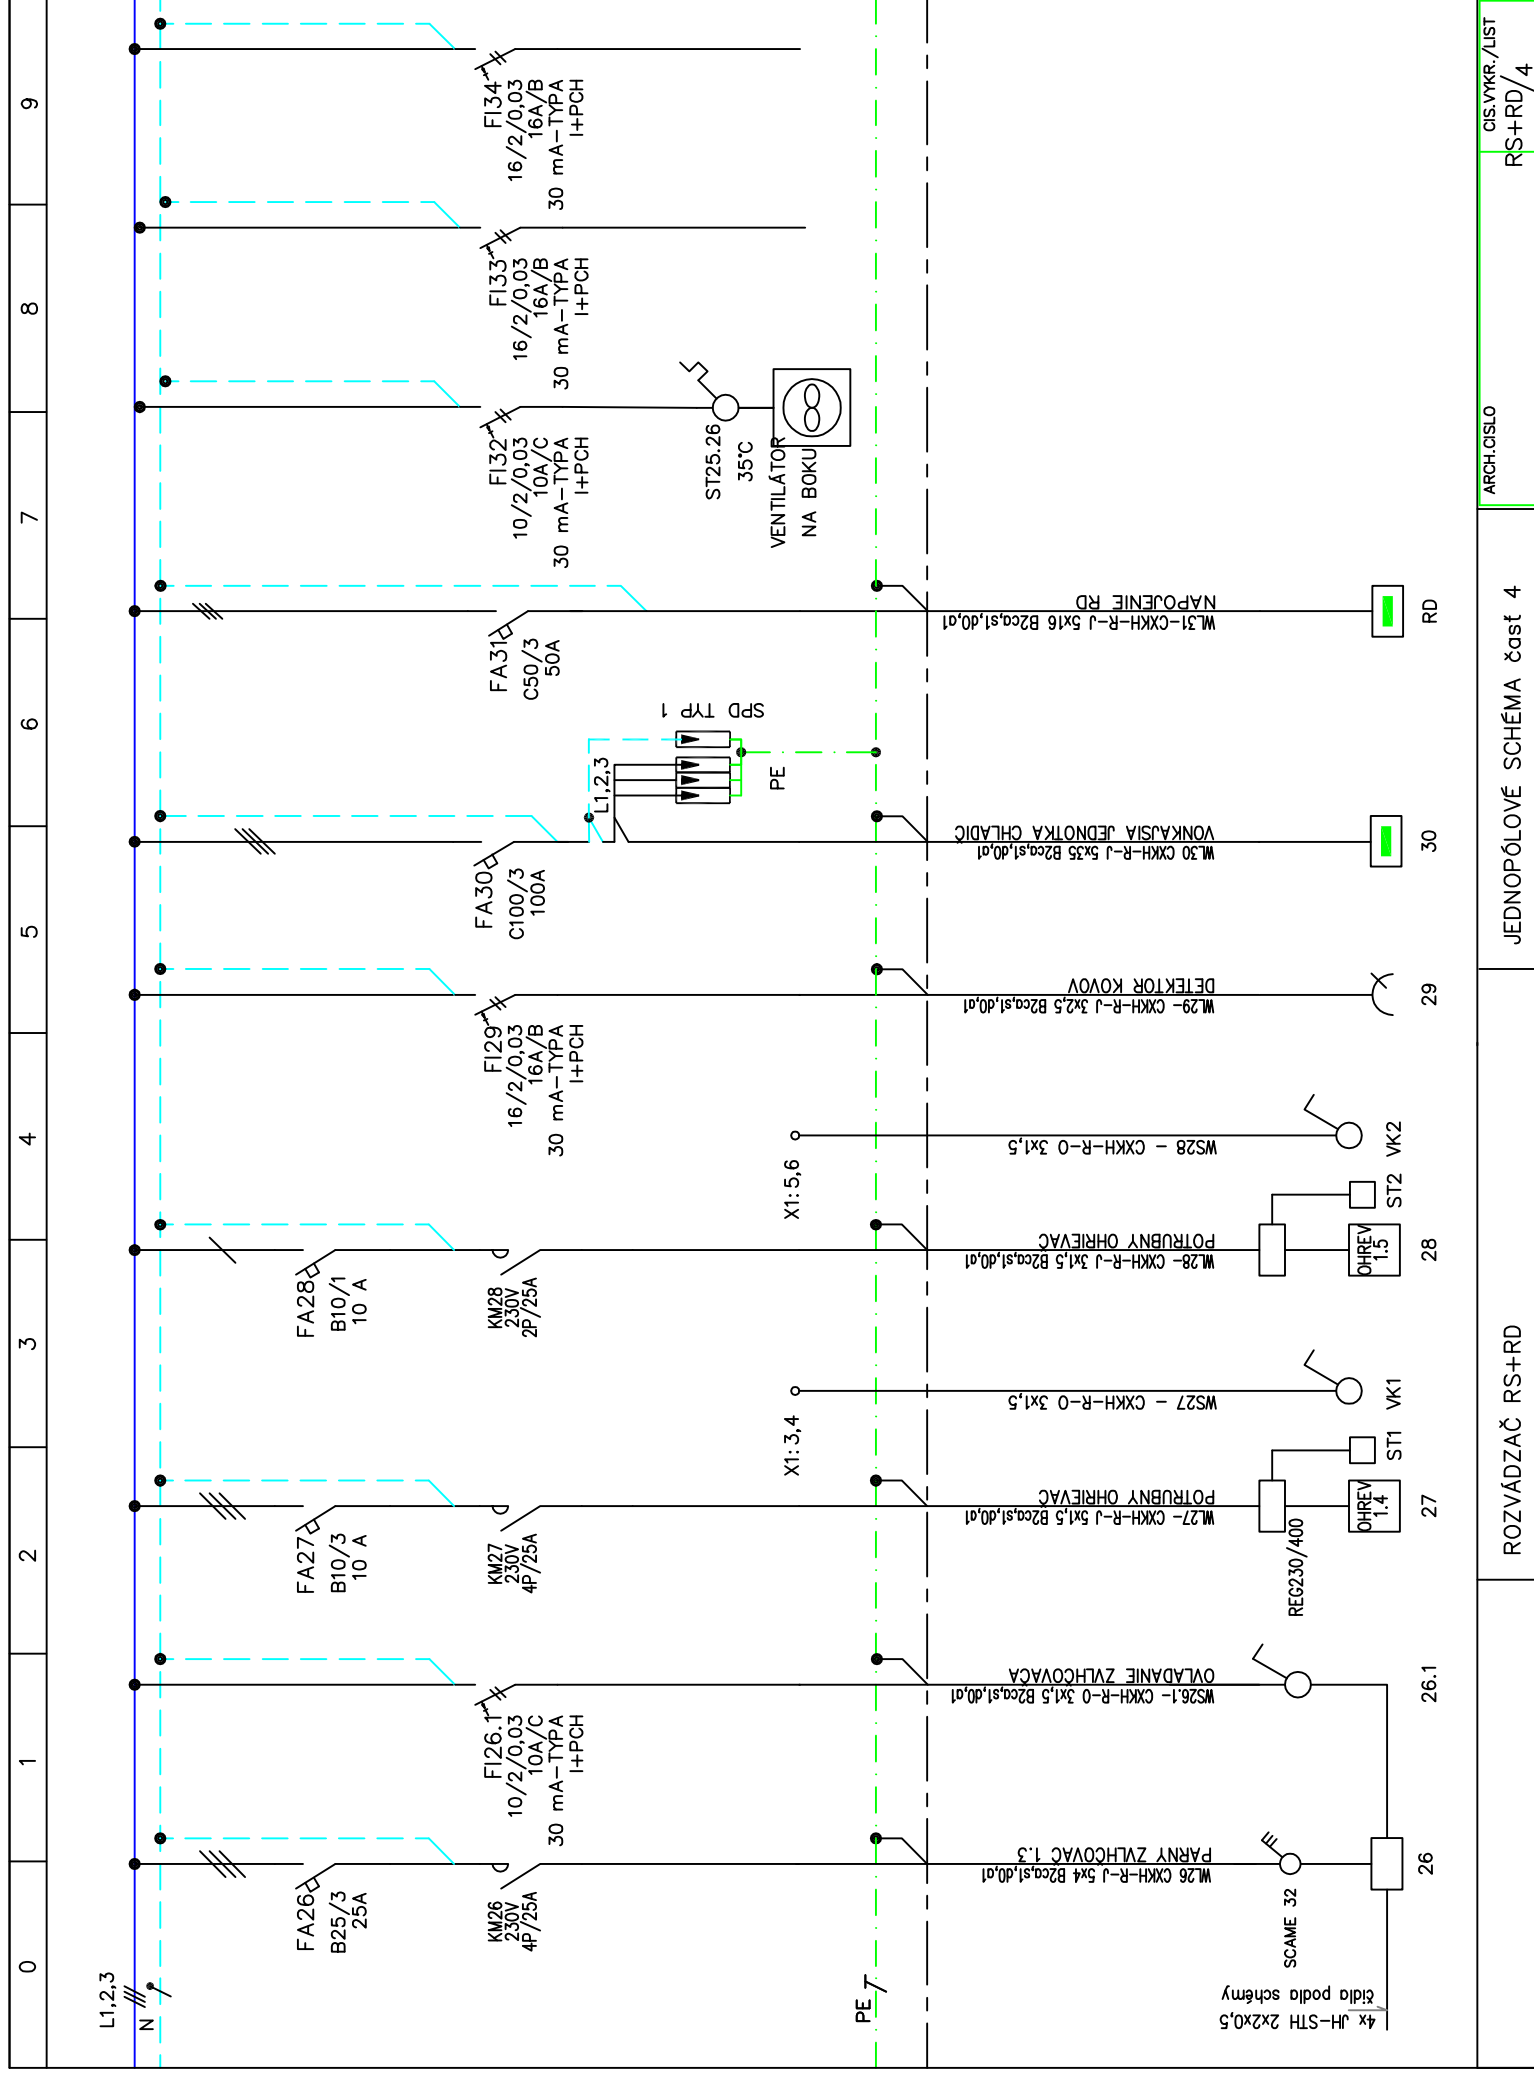 0
1
2
3
4
5
6
7
8
9
L1,2,3
N
PE
FA26
B25/3
25A
KM26
230V
4P/25A
WL26 CXKH-R-J 5x4 B2ca,s1,d0,a1
PARNY ZVLHČOVAČ 1.3
SCAME 32
4x JH-STH 2x2x0,5
čidla podla schémy
26
FI26.1
10/2/0,03
10A/C
30 mA-TYPA
I+PCH
WS26.1- CXKH-R-O 3x1,5 B2ca,s1,d0,a1
OVLADANIE ZVLHČOVAČA
26.1
FA27
B10/3
10 A
KM27
230V
4P/25A
WL27- CXKH-R-J 5x1,5 B2ca,s1,d0,a1
POTRUBNY OHRIEVAČ
REG230/400
OHREV
1.4
27
ST1
X1:3,4
WS27 - CXKH-R-O 3x1,5
VK1
FA28
B10/1
10 A
KM28
230V
2P/25A
WL28- CXKH-R-J 3x1,5 B2ca,s1,d0,a1
POTRUBNY OHRIEVAČ
OHREV
1.5
28
ST2
X1:5,6
WS28 - CXKH-R-O 3x1,5
VK2
FI29
16/2/0,03
16A/B
30 mA-TYPA
I+PCH
WL29- CXKH-R-J 3x2,5 B2ca,s1,d0,a1
DETEKTOR KOVOV
29
FA30
C100/3
100A
L1,2,3
SPD TYP 1
PE
WL30 CXKH-R-J 5x35 B2ca,s1,d0,a1
VONKAJSIA JEDNOTKA CHLADIČ
30
FA31
C50/3
50A
WL31-CXKH-R-J 5x16 B2ca,s1,d0,a1
NAPOJENIE RD
RD
FI32
10/2/0,03
10A/C
30 mA-TYPA
I+PCH
ST25.26
35°C
VENTILÁTOR
NA BOKU
FI33
16/2/0,03
16A/B
30 mA-TYPA
I+PCH
FI34
16/2/0,03
16A/B
30 mA-TYPA
I+PCH
ROZVÁDZAČ RS+RD
JEDNOPÓLOVÉ SCHÉMA časť 4
ARCH.CISLO
CIS.VYKR./LIST
RS+RD/4